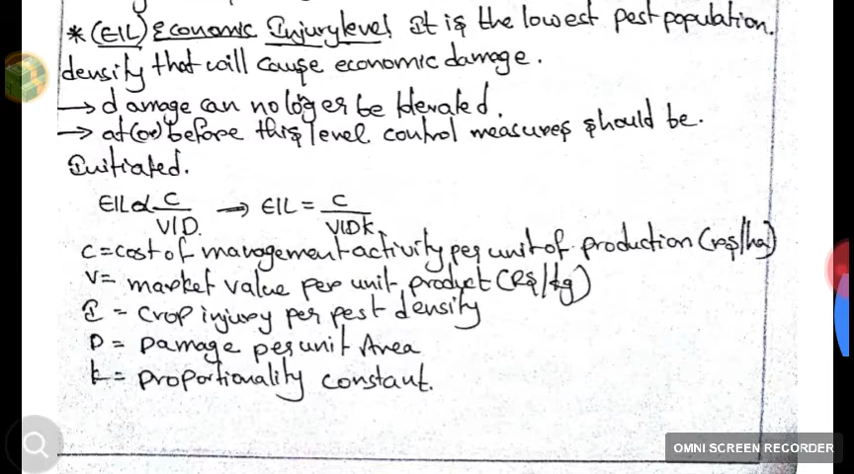 * (EIL) Economic Injury level It is the lowest pest population.
density that will cause economic damage.
→ damage can no loger be tolerated.
→ at (or) before this level control measures should be.
Initiated.
EIL α C/VID. → EIL = C/VIDK
C = cost of management activity per unit of production (rs/ha)
V = market value per unit product (Rs/kg)
I = Crop injury per pest density
D = Damage per unit Area
k = proportionality constant.
OMNI SCREEN RECORDER